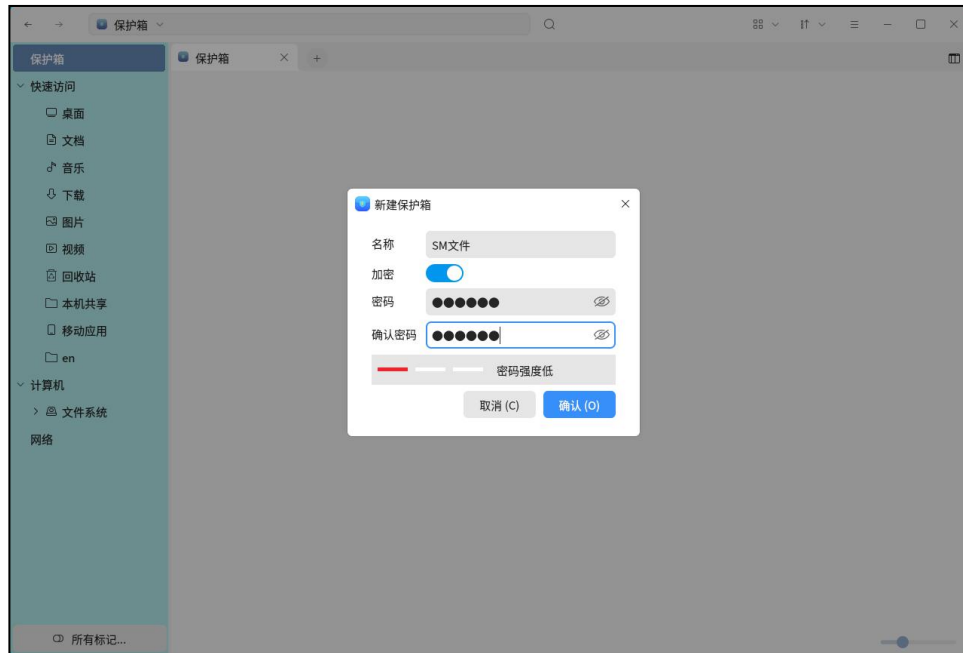 保护箱
保护箱
保护箱
快速访问
桌面
文档
音乐
下载
图片
视频
回收站
本机共享
移动应用
en
计算机
文件系统
网络
所有标记...
新建保护箱
名称 SM文件
加密
密码 ●●●●●●
确认密码 ●●●●●●
密码强度低
取消 (C) 确认 (O)